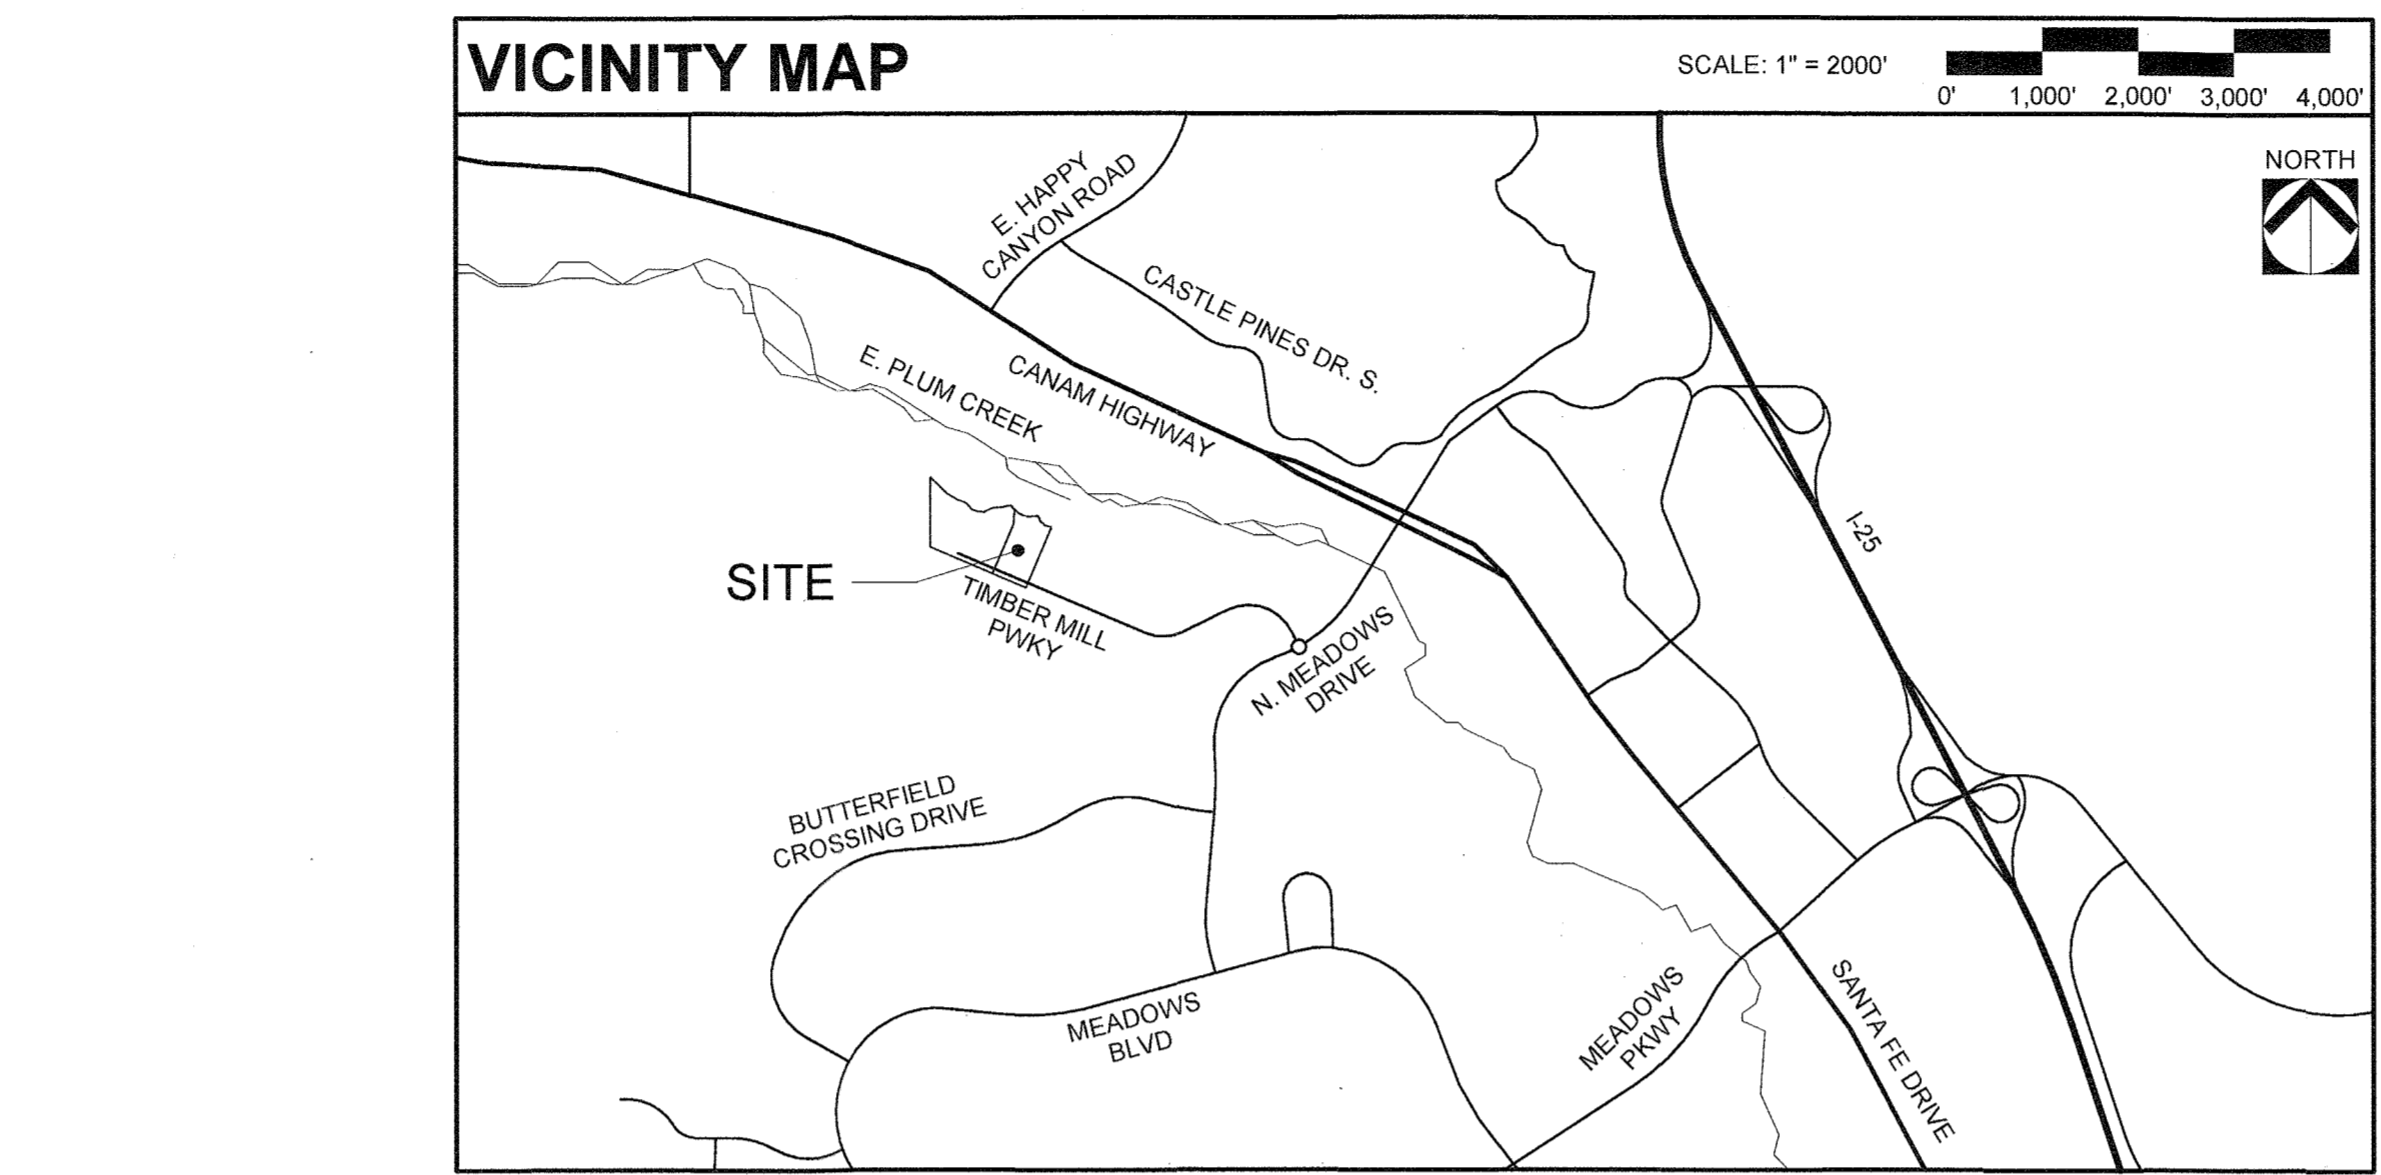 VICINITY MAP
SCALE: 1" = 2000'
0' 1,000' 2,000' 3,000' 4,000'
NORTH
E. HAPPY
CANYON ROAD
CASTLE PINES DR. S.
CANAM HIGHWAY
E. PLUM CREEK
I-25
SITE
TIMBER MILL
PWKY
N. MEADOWS
DRIVE
BUTTERFIELD
CROSSING DRIVE
MEADOWS
BLVD
MEADOWS
PKWY
SANTA FE DRIVE